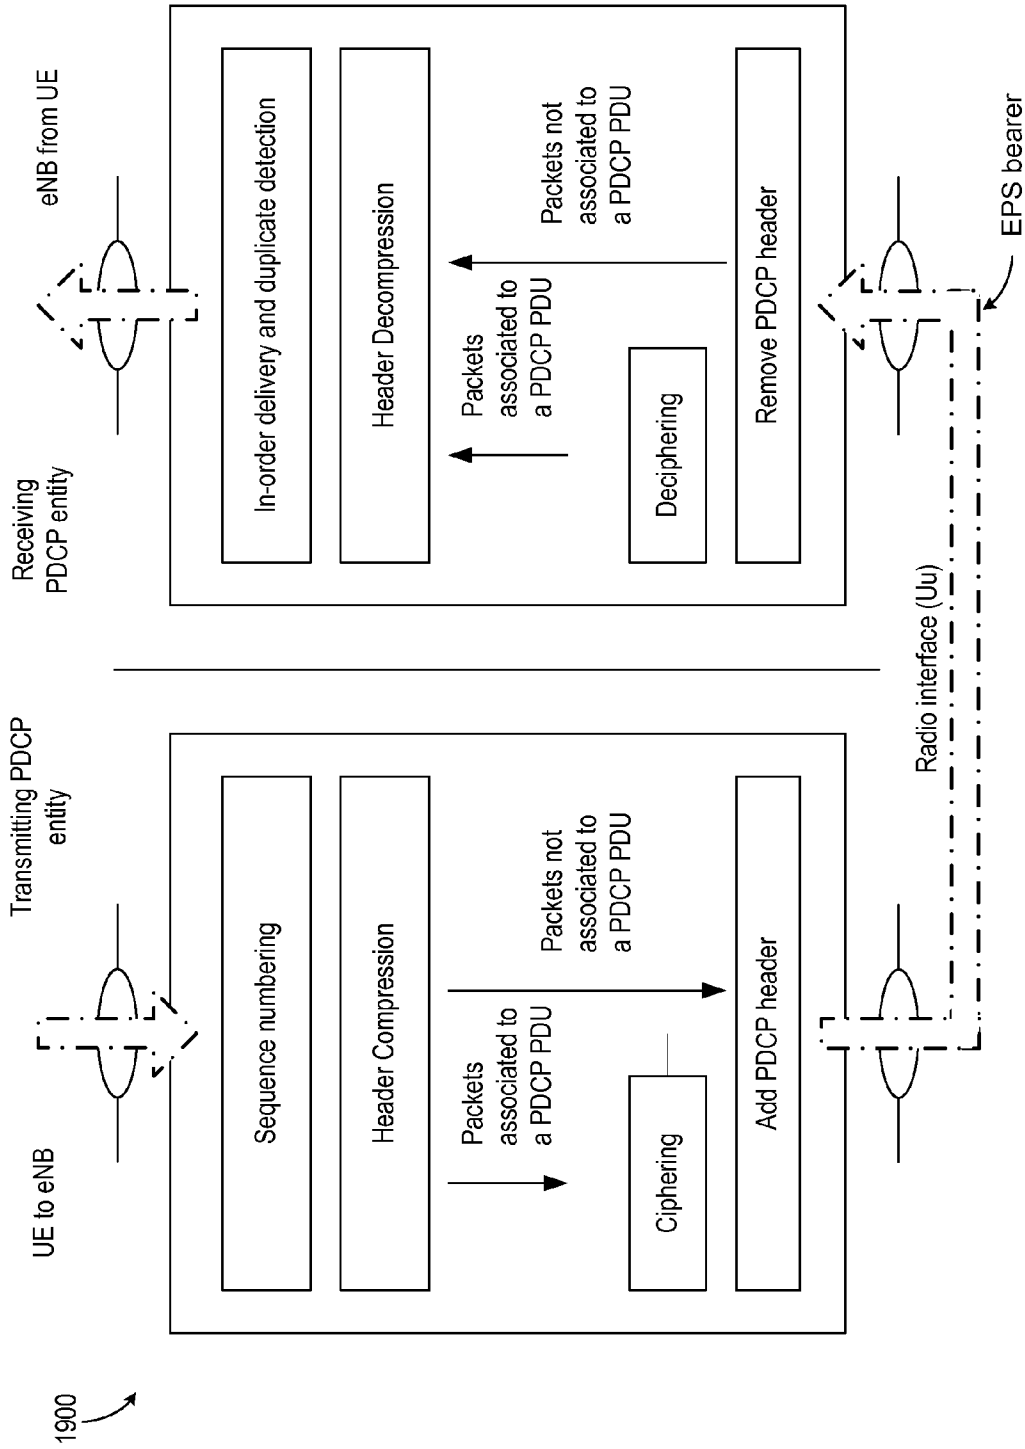 1900
UE to eNB
Transmitting PDCP
entity
Sequence numbering
Header Compression
Packets
associated to
a PDCP PDU
Packets not
associated to
a PDCP PDU
Ciphering
Add PDCP header
Receiving
PDCP entity
eNB from UE
In-order delivery and duplicate detection
Header Decompression
Packets
associated to
a PDCP PDU
Packets not
associated to
a PDCP PDU
Deciphering
Remove PDCP header
Radio interface (Uu)
EPS bearer